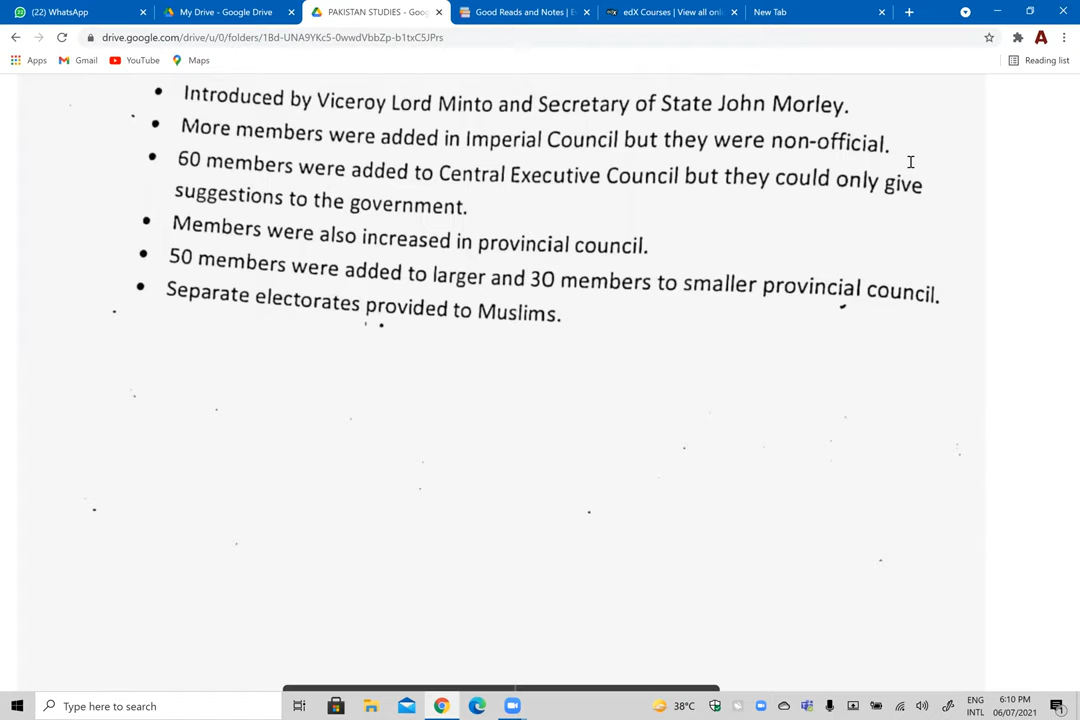 (22) WhatsApp
My Drive - Google Drive
PAKISTAN STUDIES - Goo
Good Reads and Notes | E
edX Courses | View all onl
New Tab
drive.google.com/drive/u/0/folders/1Bd-UNA9YKc5-0wwdVbbZp-b1txC5JPrs
Apps
Gmail
YouTube
Maps
Reading list
• Introduced by Viceroy Lord Minto and Secretary of State John Morley.
• More members were added in Imperial Council but they were non-official.
• 60 members were added to Central Executive Council but they could only give
suggestions to the government.
• Members were also increased in provincial council.
• 50 members were added to larger and 30 members to smaller provincial council.
• Separate electorates provided to Muslims.
Type here to search
38°C
ENG
INTL
6:10 PM
06/07/2021
1